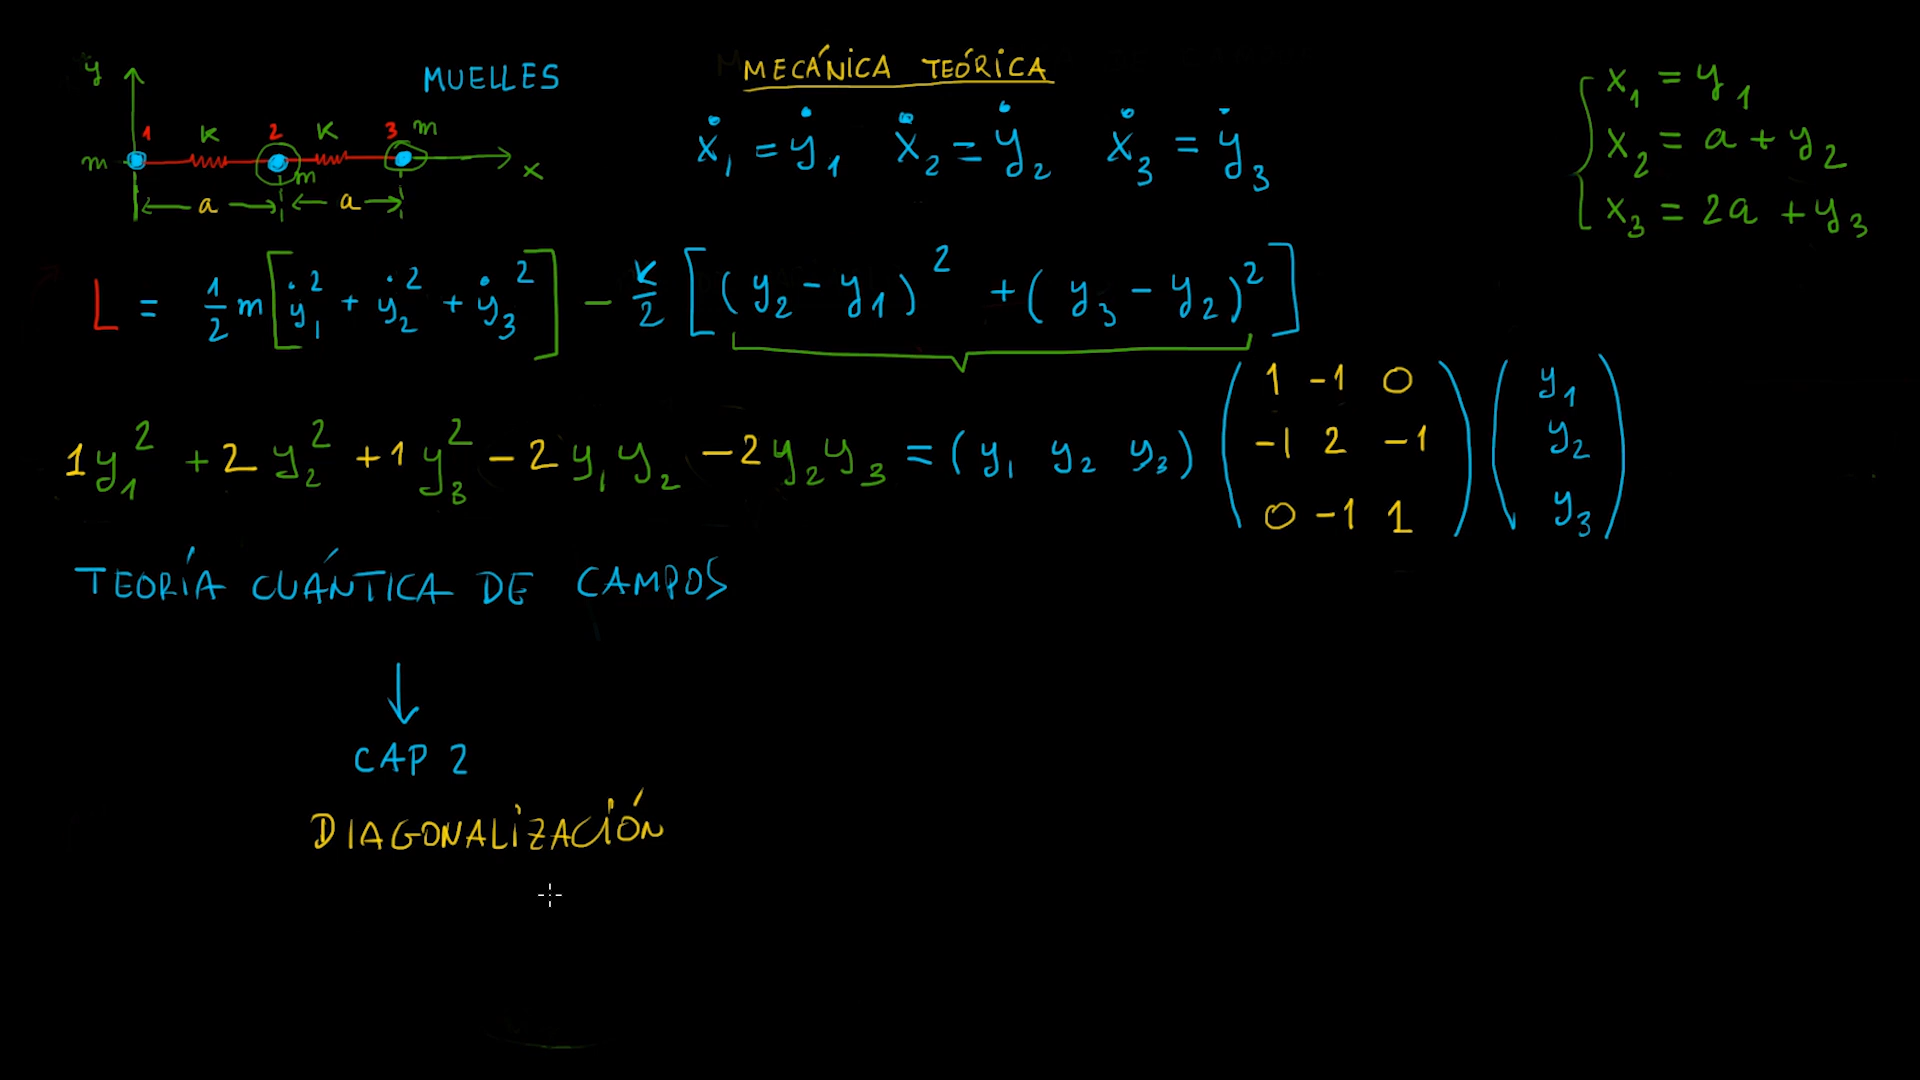 MECÁNICA TEÓRICA
y MUELLES
1 K 2 K 3 m
m m x
a a
ẋ₁ = ẏ₁ ẋ₂ = ẏ₂ ẋ₃ = ẏ₃
x₁ = y₁
x₂ = a + y₂
x₃ = 2a + y₃
L = 1/2 m [ẏ₁² + ẏ₂² + ẏ₃²] - K/2 [(y₂ - y₁)² + (y₃ - y₂)²]
1y₁² + 2y₂² + 1y₃² - 2y₁y₂ - 2y₂y₃ = (y₁ y₂ y₃) (1 -1 0
-1 2 -1
0 -1 1) (y₁
y₂
y₃)
TEORÍA CUÁNTICA DE CAMPOS
↓
CAP 2
DIAGONALIZACIÓN